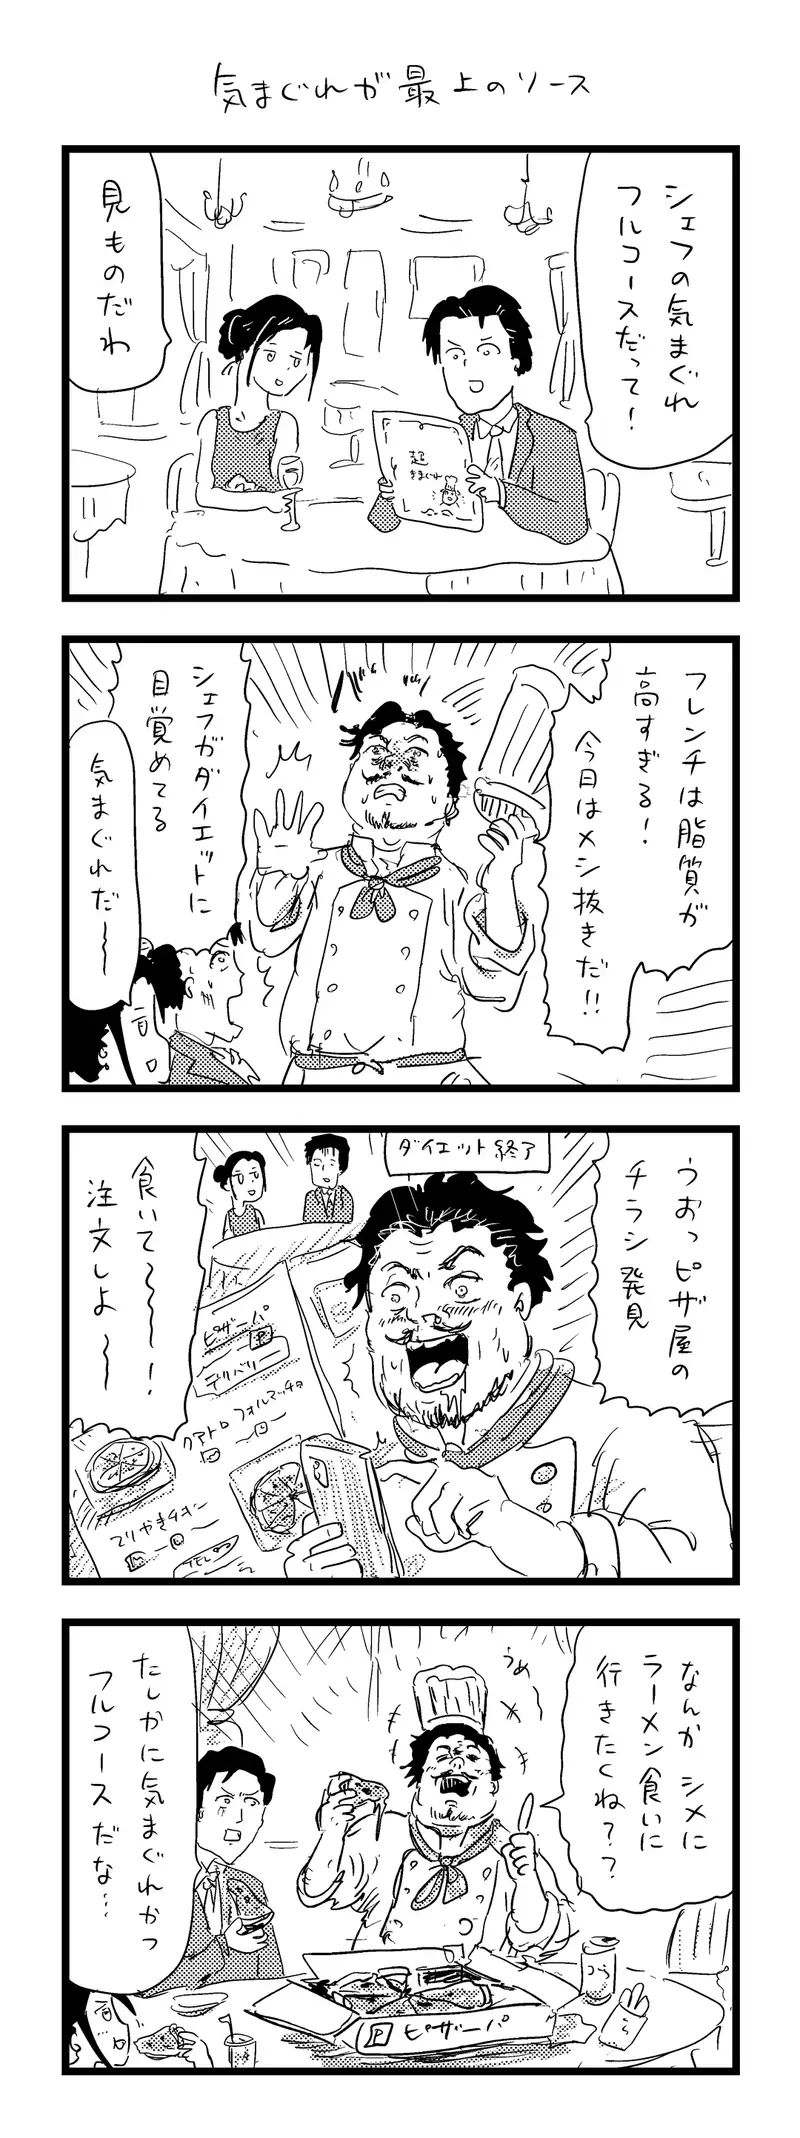 気まぐれが最上のソース
シェフの気まぐれ
フルコースだって！
見ものだわ
超
気まぐれ
フレンチは脂質が
高すぎる！
今日はメシ抜きだ!!
シェフがダイエットに
目覚めてる
気まぐれだ〜〜
ダイエット終了
うおっ ピザ屋の
チラシ発見
食いて〜〜〜！
注文しよ〜〜
ピザーパ
P
デリバリー
クアトロフォルマッチョ
M
L
てりやきチキン
TEL
なんか シメに
ラーメン食いに
行きたくね??
うめ〜
たしかに気まぐれかつ
フルコースだな…
P ピザーパ